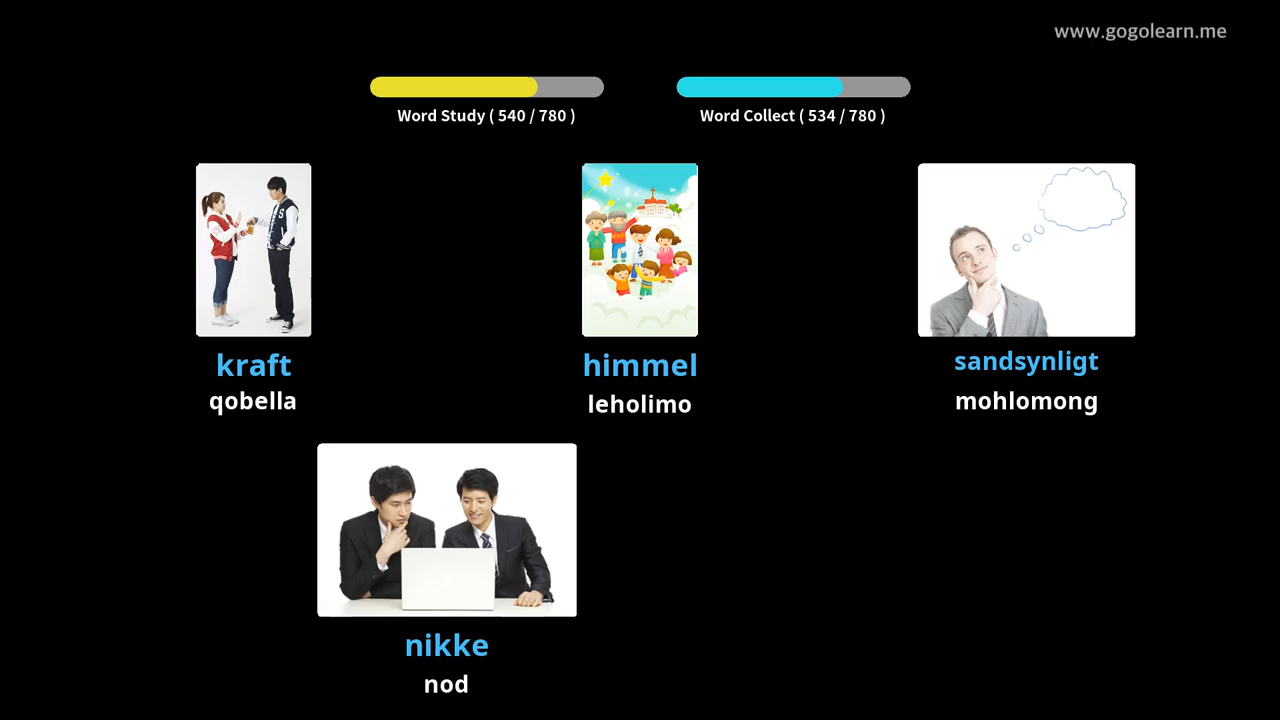 www.gogolearn.me
Word Study ( 540 / 780 )
Word Collect ( 534 / 780 )
kraft
qobella
himmel
leholimo
sandsynligt
mohlomong
nikke
nod